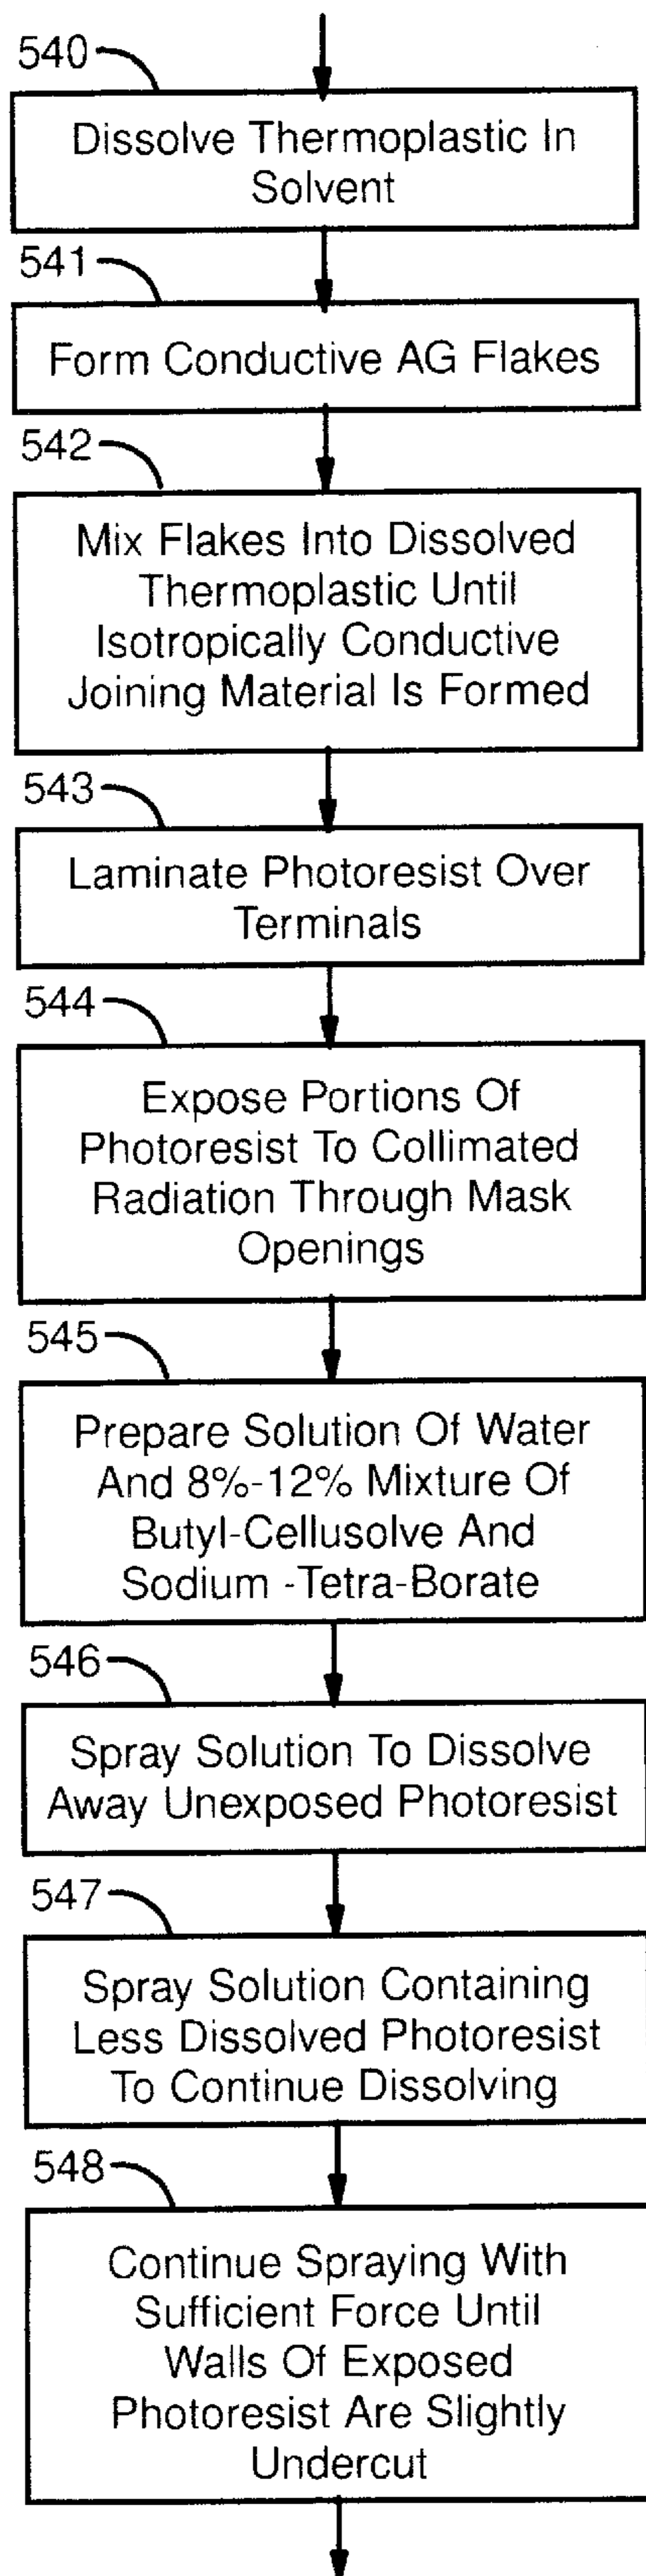 540
Dissolve Thermoplastic In
Solvent
541
Form Conductive AG Flakes
542
Mix Flakes Into Dissolved
Thermoplastic Until
Isotropically Conductive
Joining Material Is Formed
543
Laminate Photoresist Over
Terminals
544
Expose Portions Of
Photoresist To Collimated
Radiation Through Mask
Openings
545
Prepare Solution Of Water
And 8%-12% Mixture Of
Butyl-Cellusolve And
Sodium -Tetra-Borate
546
Spray Solution To Dissolve
Away Unexposed Photoresist
547
Spray Solution Containing
Less Dissolved Photoresist
To Continue Dissolving
548
Continue Spraying With
Sufficient Force Until
Walls Of Exposed
Photoresist Are Slightly
Undercut